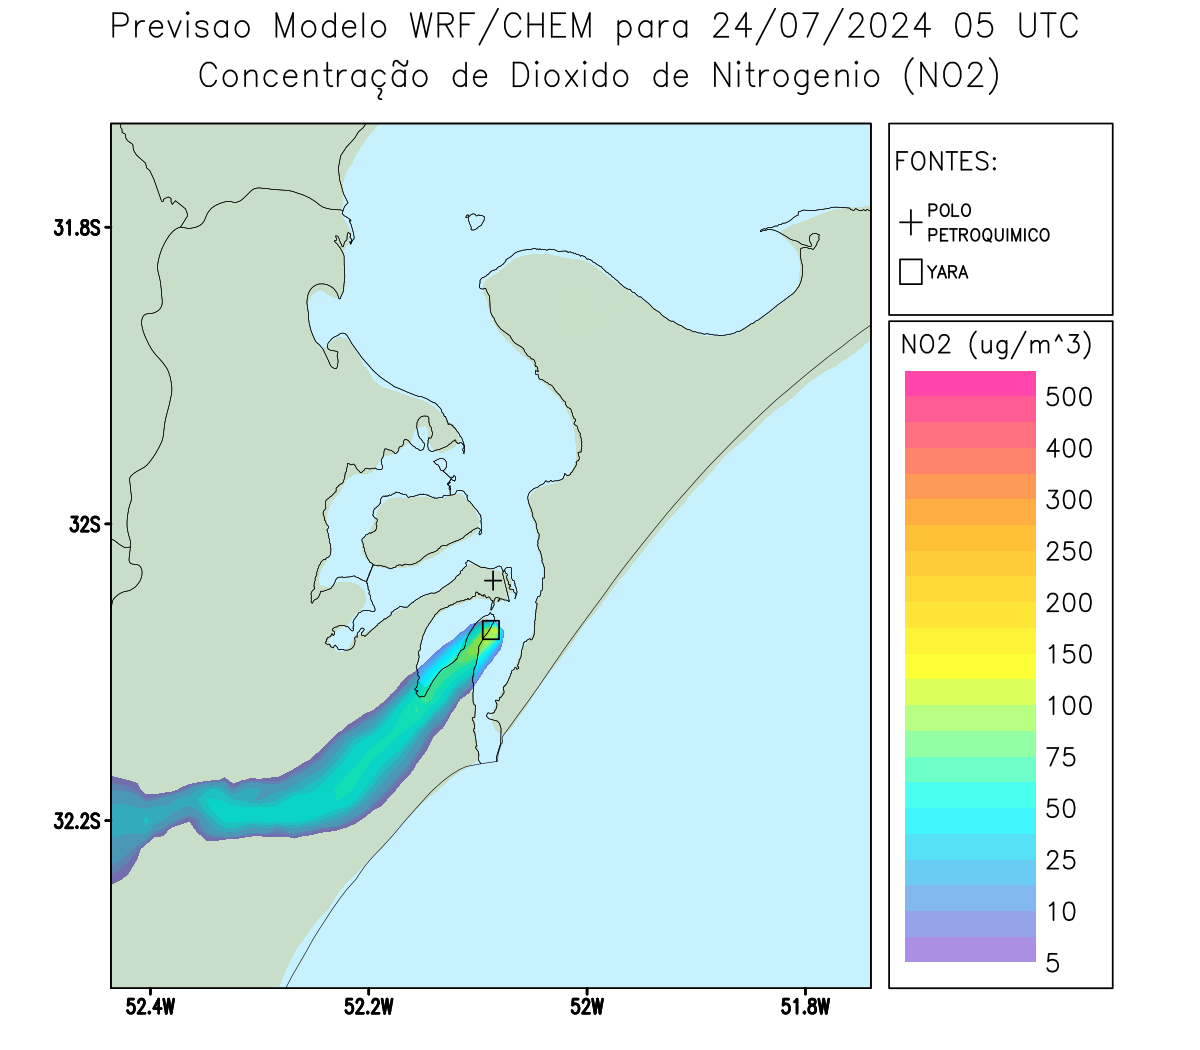 Previsao Modelo WRF/CHEM para 24/07/2024 05 UTC
Concentração de Dioxido de Nitrogenio (NO2)
FONTES:
POLO
PETROQUIMICO
YARA
NO2 (ug/m^3)
500
400
300
250
200
150
100
75
50
25
10
5
31.8S
32S
32.2S
52.4W
52.2W
52W
51.8W